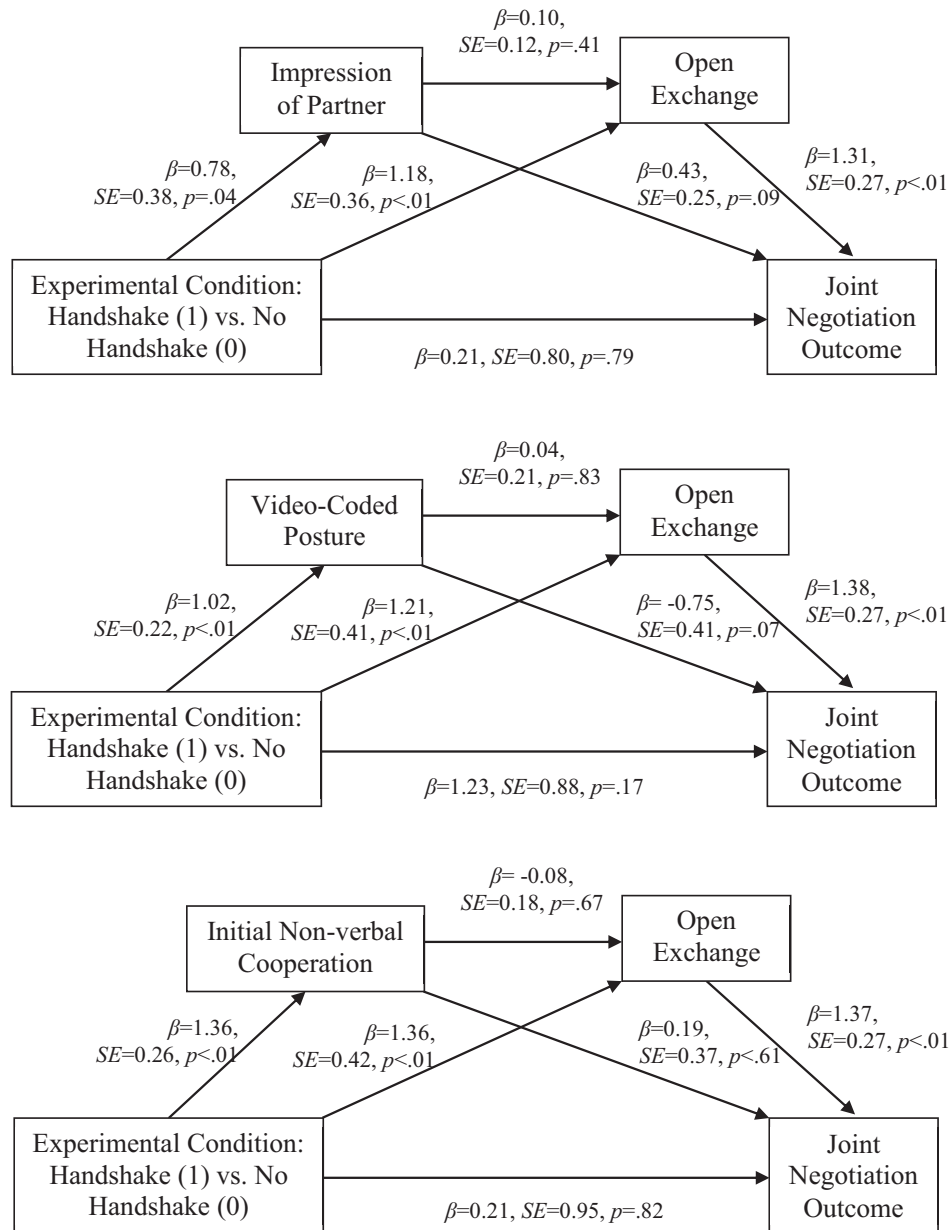 β=0.10,
SE=0.12, p=.41
Impression
of Partner
Open
Exchange
β=0.78,
SE=0.38, p=.04
β=1.18,
SE=0.36, p<.01
β=0.43,
SE=0.25, p=.09
β=1.31,
SE=0.27, p<.01
Experimental Condition:
Handshake (1) vs. No
Handshake (0)
Joint
Negotiation
Outcome
β=0.21, SE=0.80, p=.79
β=0.04,
SE=0.21, p=.83
Video-Coded
Posture
Open
Exchange
β=1.02,
SE=0.22, p<.01
β=1.21,
SE=0.41, p<.01
β= -0.75,
SE=0.41, p=.07
β=1.38,
SE=0.27, p<.01
Experimental Condition:
Handshake (1) vs. No
Handshake (0)
Joint
Negotiation
Outcome
β=1.23, SE=0.88, p=.17
β= -0.08,
SE=0.18, p=.67
Initial Non-verbal
Cooperation
Open
Exchange
β=1.36,
SE=0.26, p<.01
β=1.36,
SE=0.42, p<.01
β=0.19,
SE=0.37, p<.61
β=1.37,
SE=0.27, p<.01
Experimental Condition:
Handshake (1) vs. No
Handshake (0)
Joint
Negotiation
Outcome
β=0.21, SE=0.95, p=.82